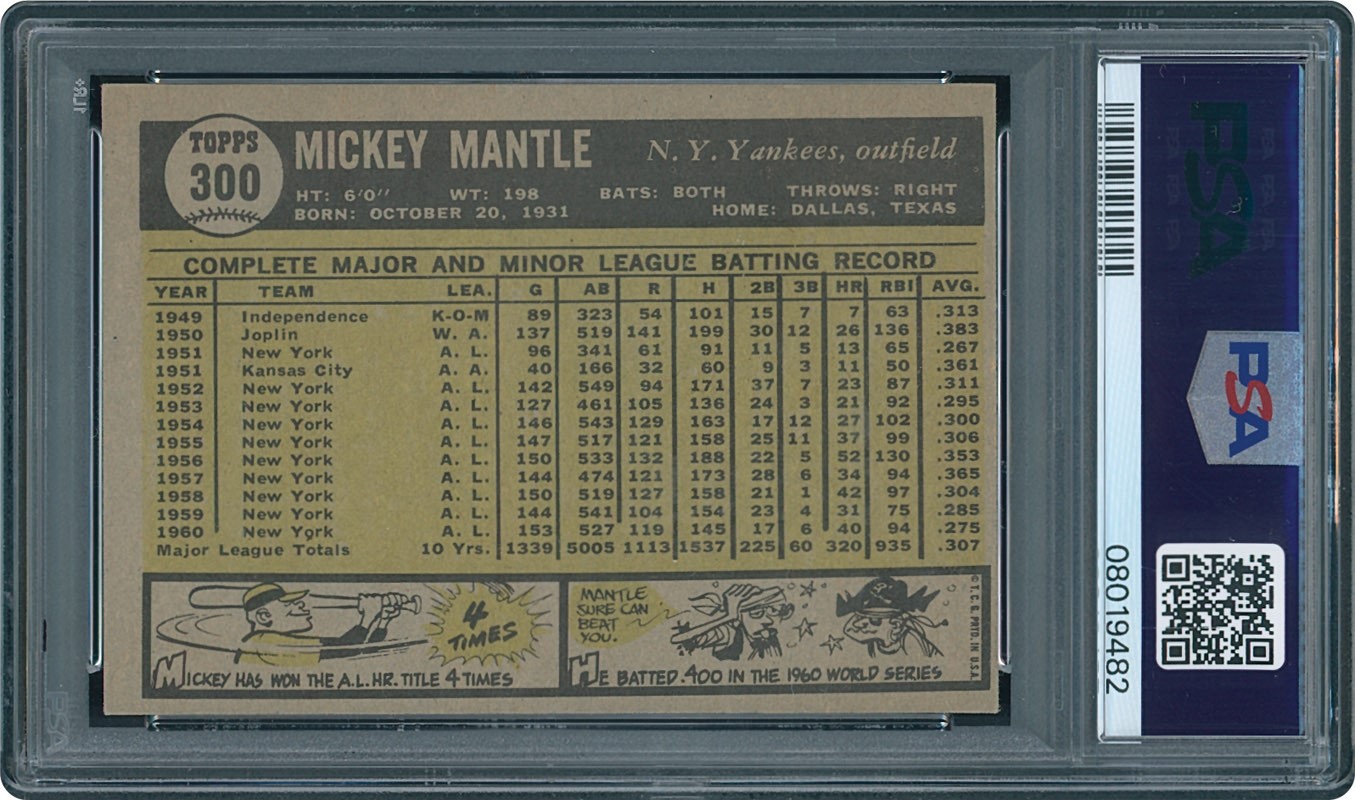 TOPPS
300
MICKEY MANTLE
N. Y. Yankees, outfield
HT: 6'0'' WT: 198 BATS: BOTH THROWS: RIGHT
BORN: OCTOBER 20, 1931 HOME: DALLAS, TEXAS
COMPLETE MAJOR AND MINOR LEAGUE BATTING RECORD
YEAR TEAM LEA. G AB R H 2B 3B HR RBI AVG.
1949 Independence K-O-M 89 323 54 101 15 7 7 63 .313
1950 Joplin W. A. 137 519 141 199 30 12 26 136 .383
1951 New York A. L. 96 341 61 91 11 5 13 65 .267
1951 Kansas City A. A. 40 166 32 60 9 3 11 50 .361
1952 New York A. L. 142 549 94 171 37 7 23 87 .311
1953 New York A. L. 127 461 105 136 24 3 21 92 .295
1954 New York A. L. 146 543 129 163 17 12 27 102 .300
1955 New York A. L. 147 517 121 158 25 11 37 99 .306
1956 New York A. L. 150 533 132 188 22 5 52 130 .353
1957 New York A. L. 144 474 121 173 28 6 34 94 .365
1958 New York A. L. 150 519 127 158 21 1 42 97 .304
1959 New York A. L. 144 541 104 154 23 4 31 75 .285
1960 New York A. L. 153 527 119 145 17 6 40 94 .275
Major League Totals 10 Yrs. 1339 5005 1113 1537 225 60 320 935 .307
4
TIMES
MICKEY HAS WON THE A.L. HR. TITLE 4 TIMES
MANTLE
SURE CAN
BEAT
YOU.
HE BATTED .400 IN THE 1960 WORLD SERIES
© T. C. G. PRTD. IN U.S.A.
PSA
PSA
08019482